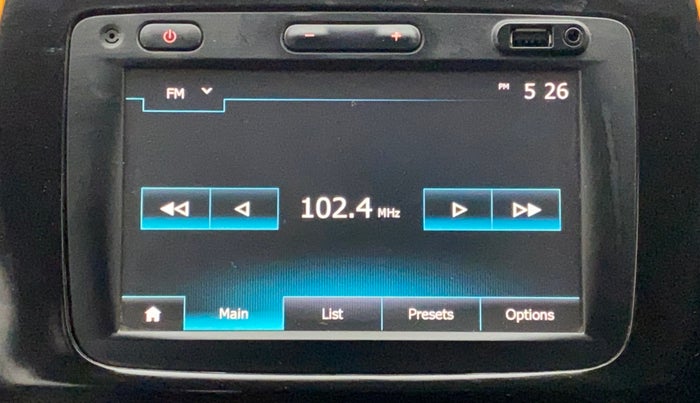 FM
PM 5 26
102.4 MHz
Main List Presets Options